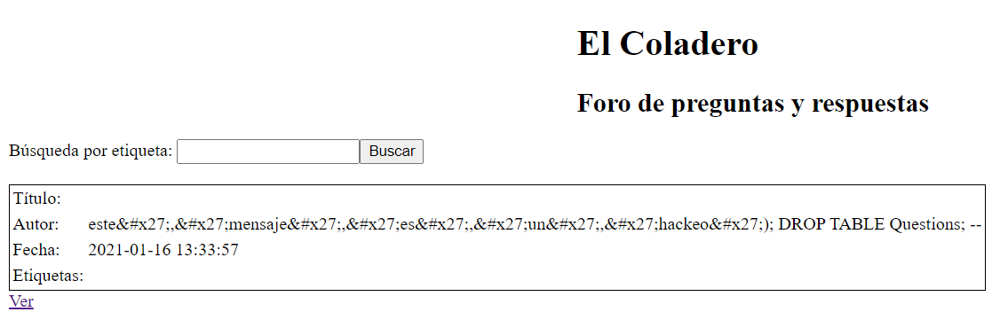 El Coladero
Foro de preguntas y respuestas
Búsqueda por etiqueta: Buscar
Título:
Autor: este&#x27;,&#x27;mensaje&#x27;,&#x27;es&#x27;,&#x27;un&#x27;,&#x27;hackeo&#x27;); DROP TABLE Questions; --
Fecha: 2021-01-16 13:33:57
Etiquetas:
Ver